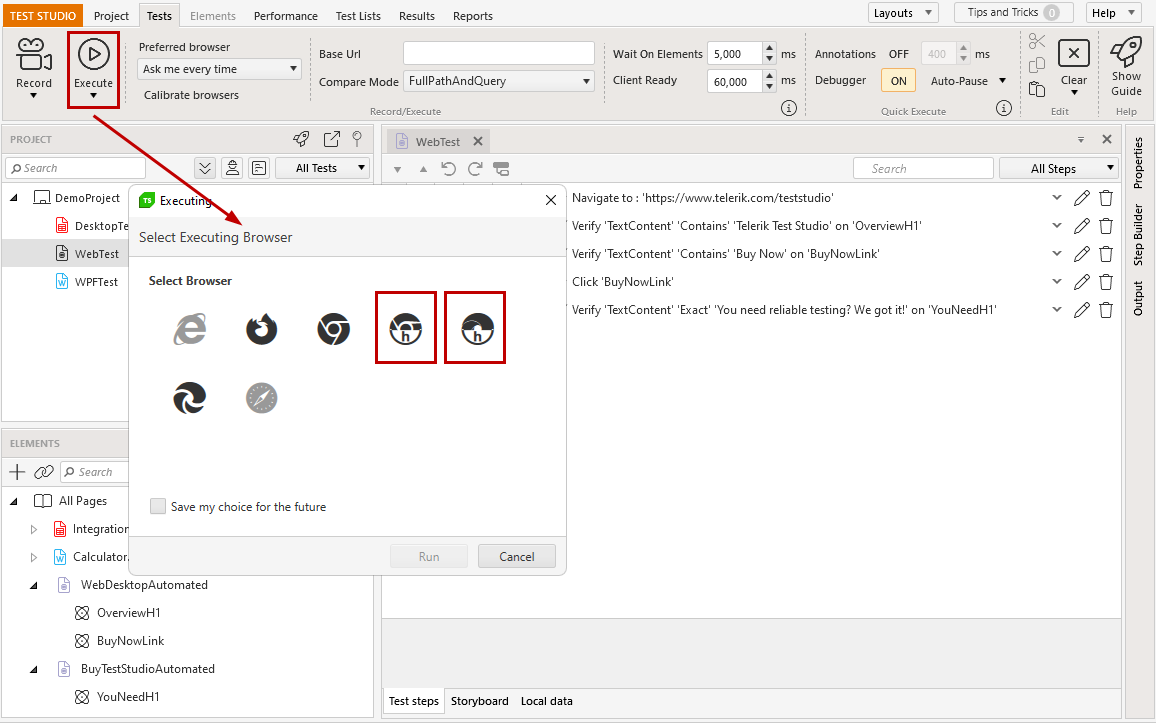 TEST STUDIO Project Tests Elements Performance Test Lists Results Reports Layouts Tips and Tricks 0 Help
Record
Execute
Preferred browser
Ask me every time
Calibrate browsers
Base Url
Compare Mode FullPathAndQuery
Record/Execute
Wait On Elements 5,000 ms
Client Ready 60,000 ms
Annotations OFF 400 ms
Debugger ON Auto-Pause
Quick Execute
Clear
Edit
Show
Guide
Help
PROJECT
Search All Tests
DemoProject
DesktopTe
WebTest
WPFTest
ELEMENTS
Search
All Pages
Integration
Calculator.
WebDesktopAutomated
OverviewH1
BuyNowLink
BuyTestStudioAutomated
YouNeedH1
TS Executing
Select Executing Browser
Select Browser
h h
Save my choice for the future
Run Cancel
WebTest
Search All Steps
Navigate to : 'https://www.telerik.com/teststudio'
Verify 'TextContent' 'Contains' 'Telerik Test Studio' on 'OverviewH1'
Verify 'TextContent' 'Contains' 'Buy Now' on 'BuyNowLink'
Click 'BuyNowLink'
Verify 'TextContent' 'Exact' 'You need reliable testing? We got it!' on 'YouNeedH1'
Test steps Storyboard Local data
Properties
Step Builder
Output